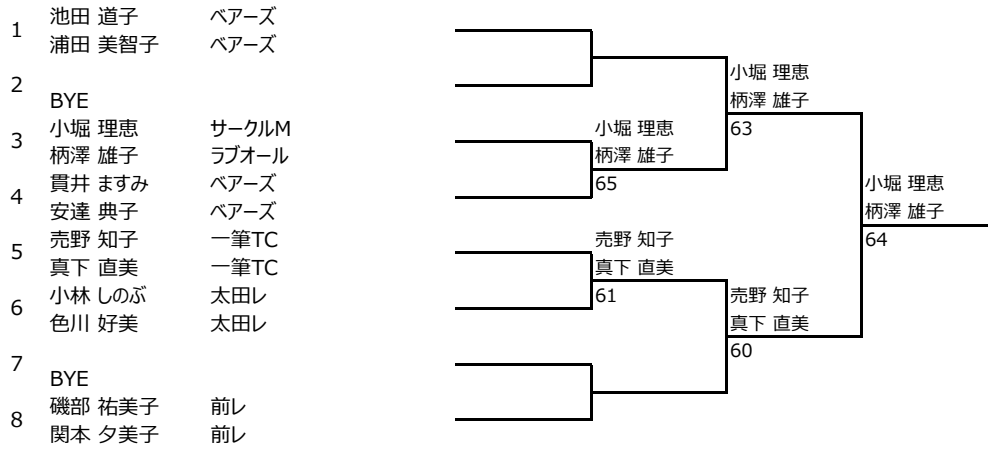 1 池田 道子 ベアーズ
浦田 美智子 ベアーズ
2
BYE
3 小堀 理恵 サークルM
柄澤 雄子 ラブオール
4 貫井 ますみ ベアーズ
安達 典子 ベアーズ
5 売野 知子 一筆TC
真下 直美 一筆TC
6 小林 しのぶ 太田レ
色川 好美 太田レ
7
BYE
8 磯部 祐美子 前レ
関本 夕美子 前レ
小堀 理恵
柄澤 雄子
65
売野 知子
真下 直美
61
小堀 理恵
柄澤 雄子
63
売野 知子
真下 直美
60
小堀 理恵
柄澤 雄子
64